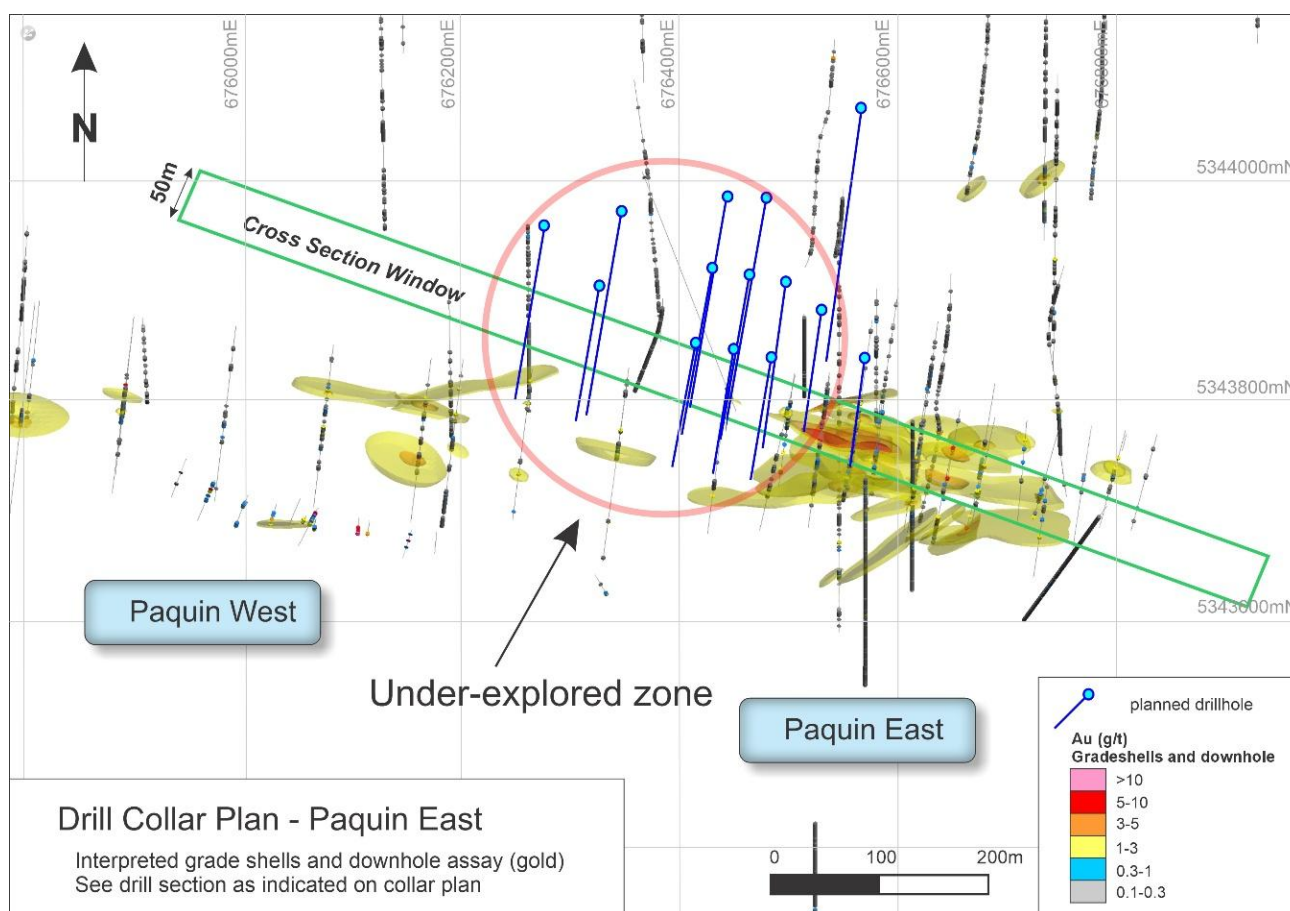 676000mE
676200mE
676400mE
676600mE
676800mE
N
5344000mN
50m
Cross Section Window
5343800mN
Paquin West
5343600mN
Under-explored zone
Paquin East
planned drillhole
Au (g/t)
Gradeshells and downhole
>10
5-10
3-5
1-3
0.3-1
0.1-0.3
Drill Collar Plan - Paquin East
Interpreted grade shells and downhole assay (gold)
See drill section as indicated on collar plan
0 100 200m